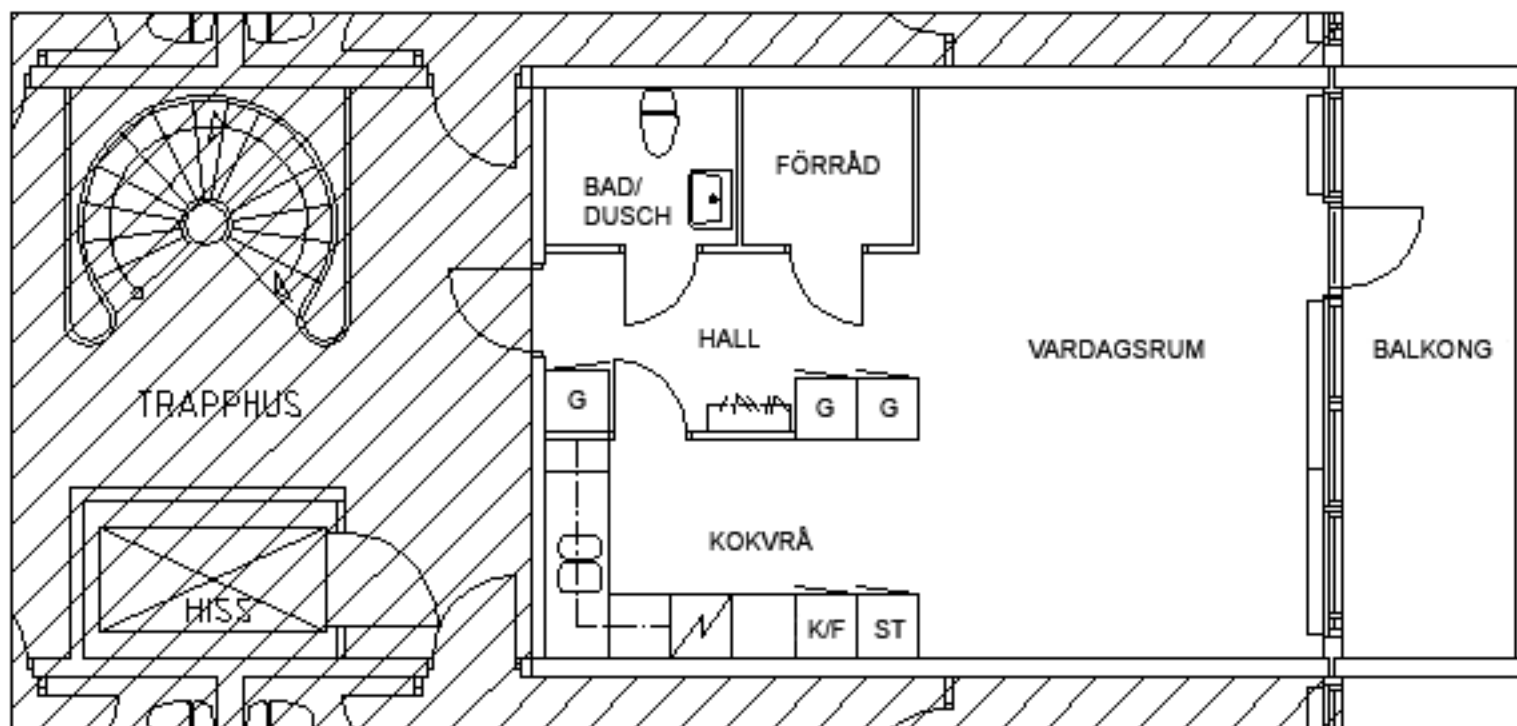 FÖRRÅD
BAD/
DUSCH
HALL
VARDAGSRUM
BALKONG
TRAPPHUS
G
G
G
KOKVRÅ
HISS
K/F
ST